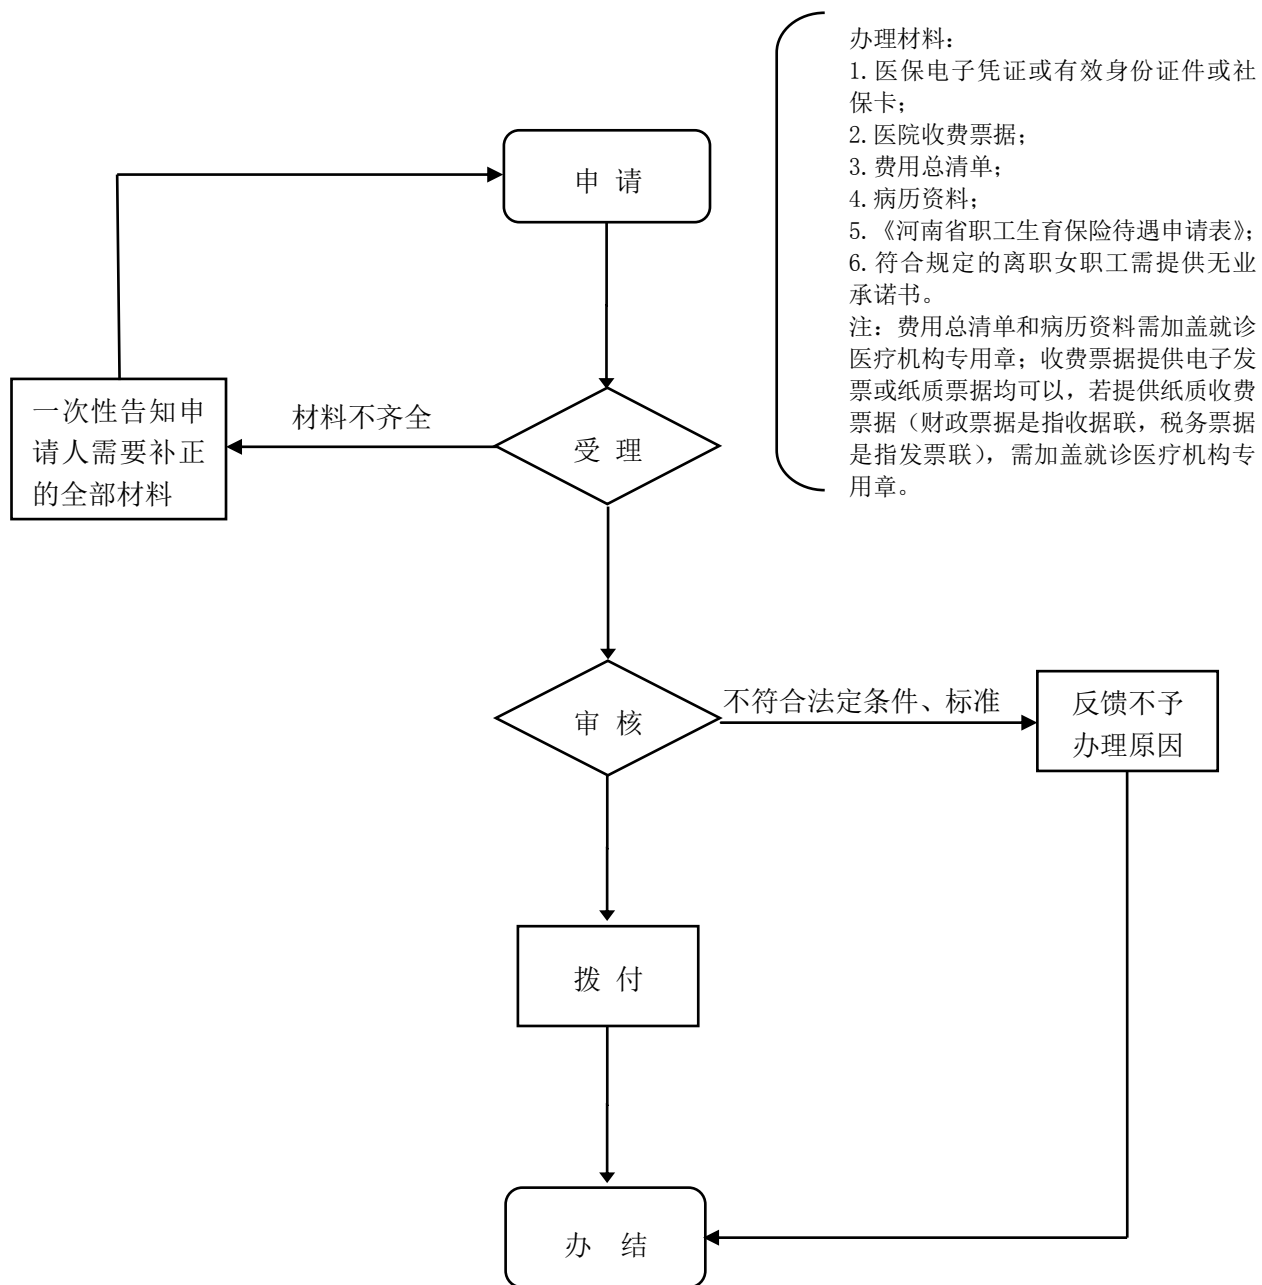 办理材料：
1.医保电子凭证或有效身份证件或社
保卡；
2.医院收费票据；
3.费用总清单；
4.病历资料；
5.《河南省职工生育保险待遇申请表》；
6.符合规定的离职女职工需提供无业
承诺书。
注：费用总清单和病历资料需加盖就诊
医疗机构专用章；收费票据提供电子发
票或纸质票据均可以，若提供纸质收费
票据（财政票据是指收据联，税务票据
是指发票联），需加盖就诊医疗机构专
用章。
申 请
受 理
材料不齐全
一次性告知申
请人需要补正
的全部材料
审 核
不符合法定条件、标准
反馈不予
办理原因
拨 付
办 结